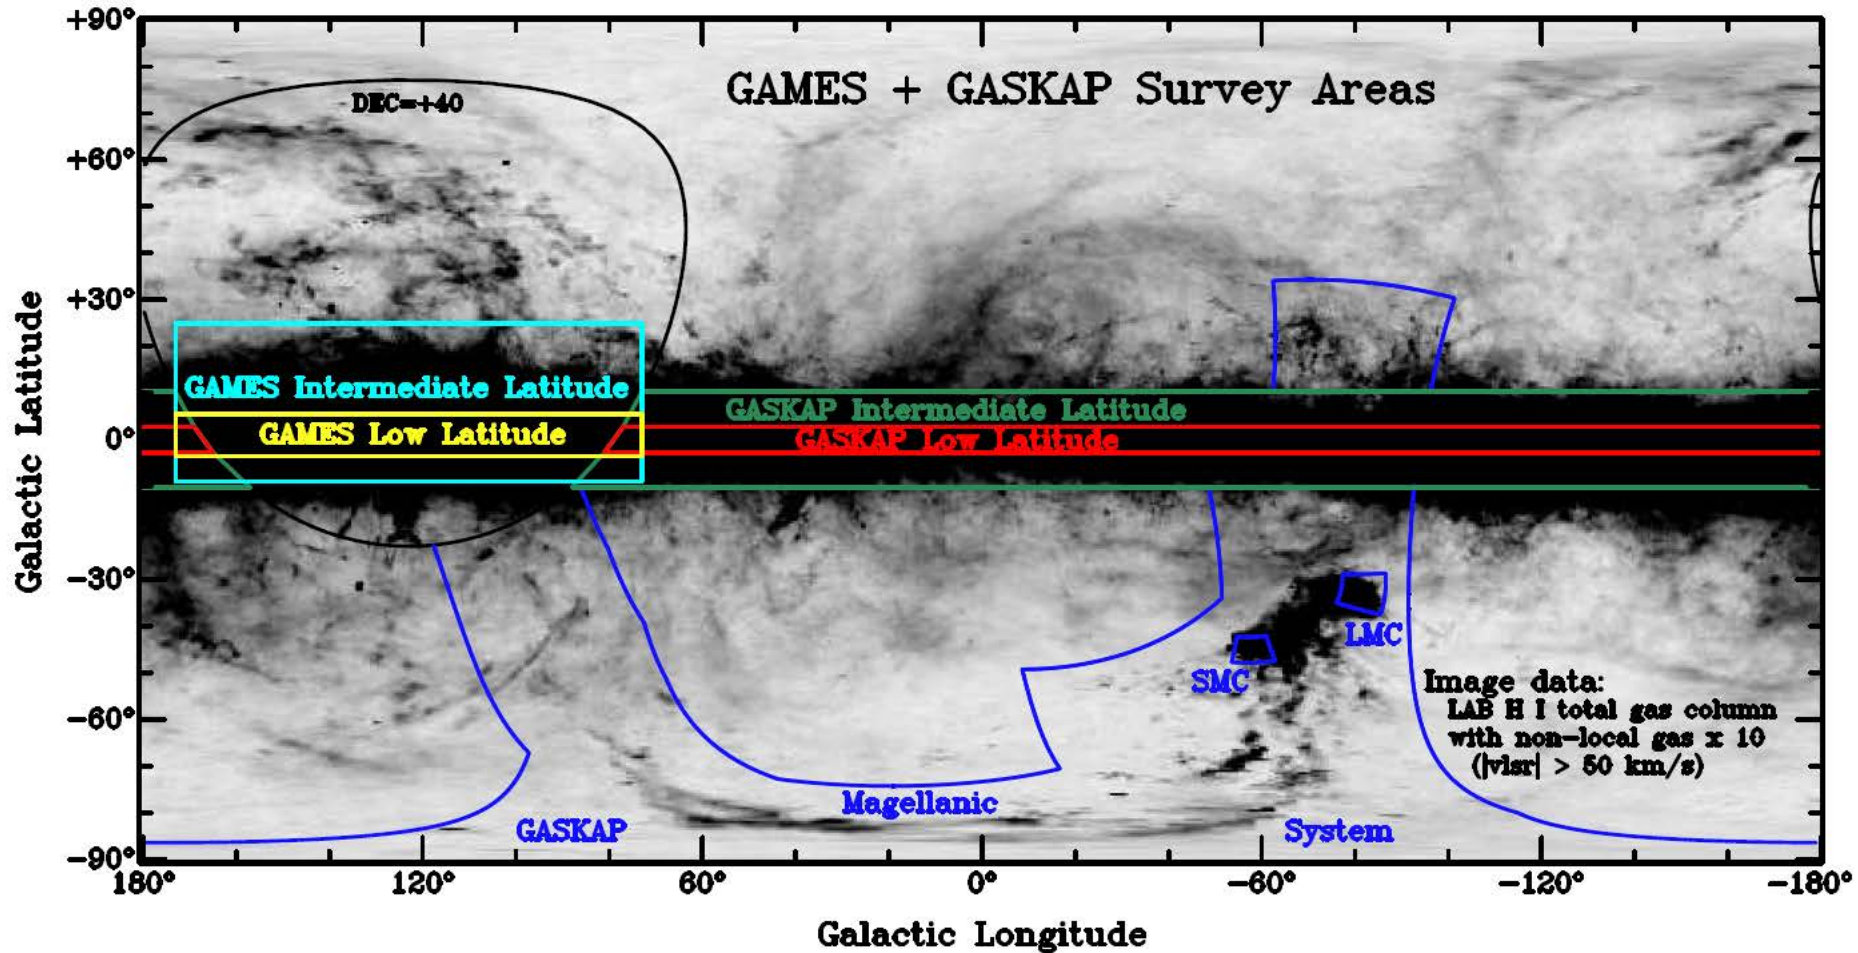 GAMES + GASKAP Survey Areas
DEC=+40
GAMES Intermediate Latitude
GASKAP Intermediate Latitude
GAMES Low Latitude
GASKAP Low Latitude
LMC
SMC
Image data:
LAB H I total gas column
with non-local gas x 10
(|vlsr| > 50 km/s)
GASKAP
Magellanic
System
+90°
+60°
+30°
0°
−30°
−60°
−90°
Galactic Latitude
180° 120° 60° 0° −60° −120° −180°
Galactic Longitude